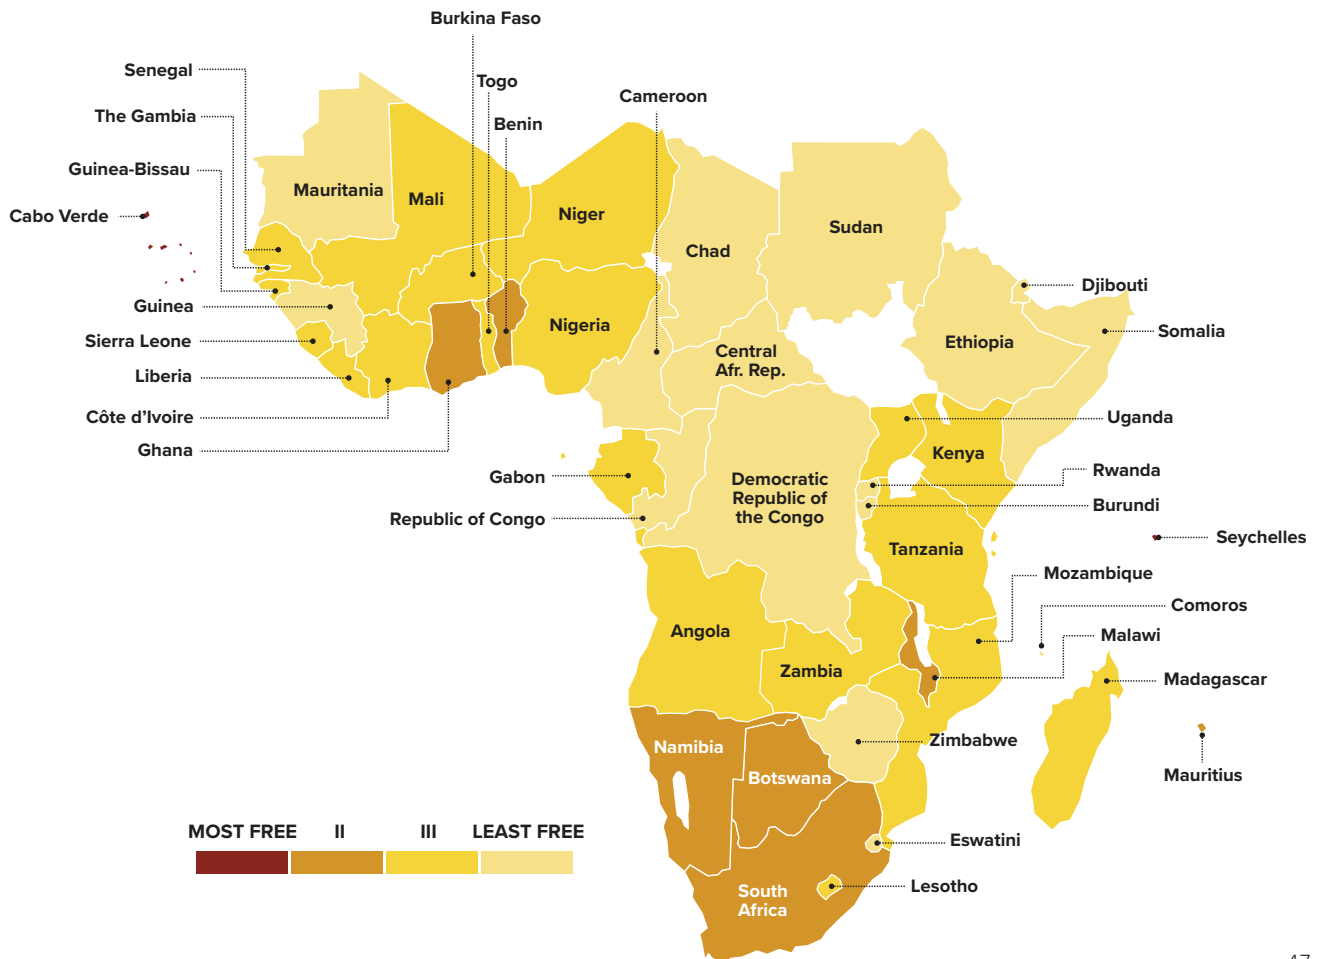 Burkina Faso
Senegal
Togo
Cameroon
The Gambia
Benin
Guinea-Bissau
Mauritania
Mali
Cabo Verde
Niger
Sudan
Chad
Djibouti
Guinea
Nigeria
Somalia
Sierra Leone
Ethiopia
Central
Afr. Rep.
Liberia
Côte d'Ivoire
Uganda
Ghana
Kenya
Rwanda
Gabon
Democratic
Republic of
the Congo
Burundi
Republic of Congo
Seychelles
Tanzania
Mozambique
Comoros
Angola
Malawi
Zambia
Madagascar
Zimbabwe
Namibia
Mauritius
Botswana
MOST FREE II III LEAST FREE
Eswatini
Lesotho
South
Africa